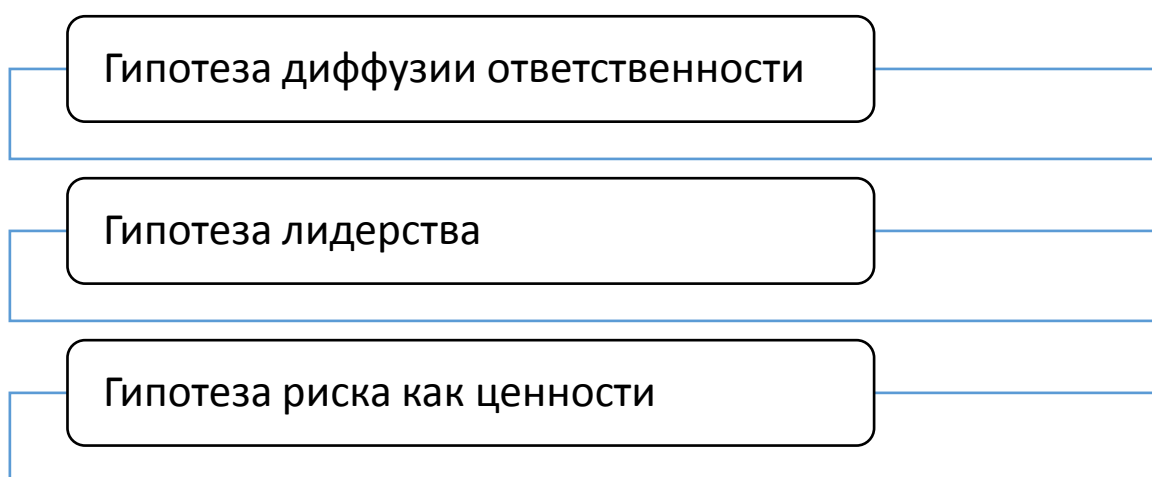 Гипотеза диффузии ответственности
Гипотеза лидерства
Гипотеза риска как ценности